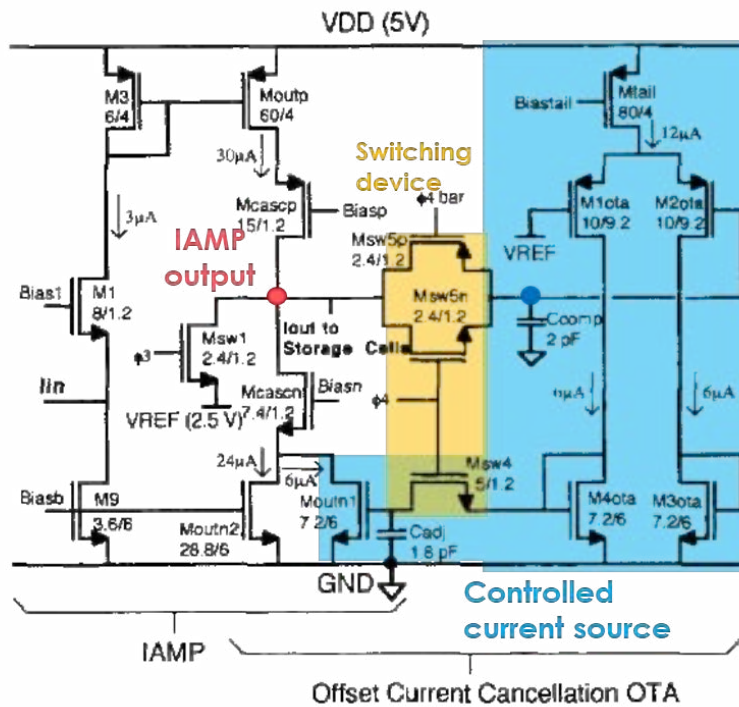 VDD (5V)
M3
6/4
Moutp
60/4
Biastail
Mtail
80/4
12µA
30µA
Switching
device
ɸ4 bar
Mcascp
15/1.2
Biasp
M1ota
10/9.2
M2ota
10/9.2
3µA
IAMP
output
Msw5p
2.4/1.2
VREF
Bias1
M1
8/1.2
Msw5n
2.4/1.2
Ccomp
2 pF
Iout to
Storage Cells
Msw1
2.4/1.2
ɸ3
Iin
Mcascn
7.4/1.2
Biasn
ɸ4
6µA
6µA
VREF (2.5 V)
24µA
6µA
Msw4
5/1.2
Biasb
M9
3.6/6
Moutn2
28.8/6
Moutn1
7.2/6
Cadj
1.8 pF
M4ota
7.2/6
M3ota
7.2/6
GND
Controlled
current source
IAMP
Offset Current Cancellation OTA